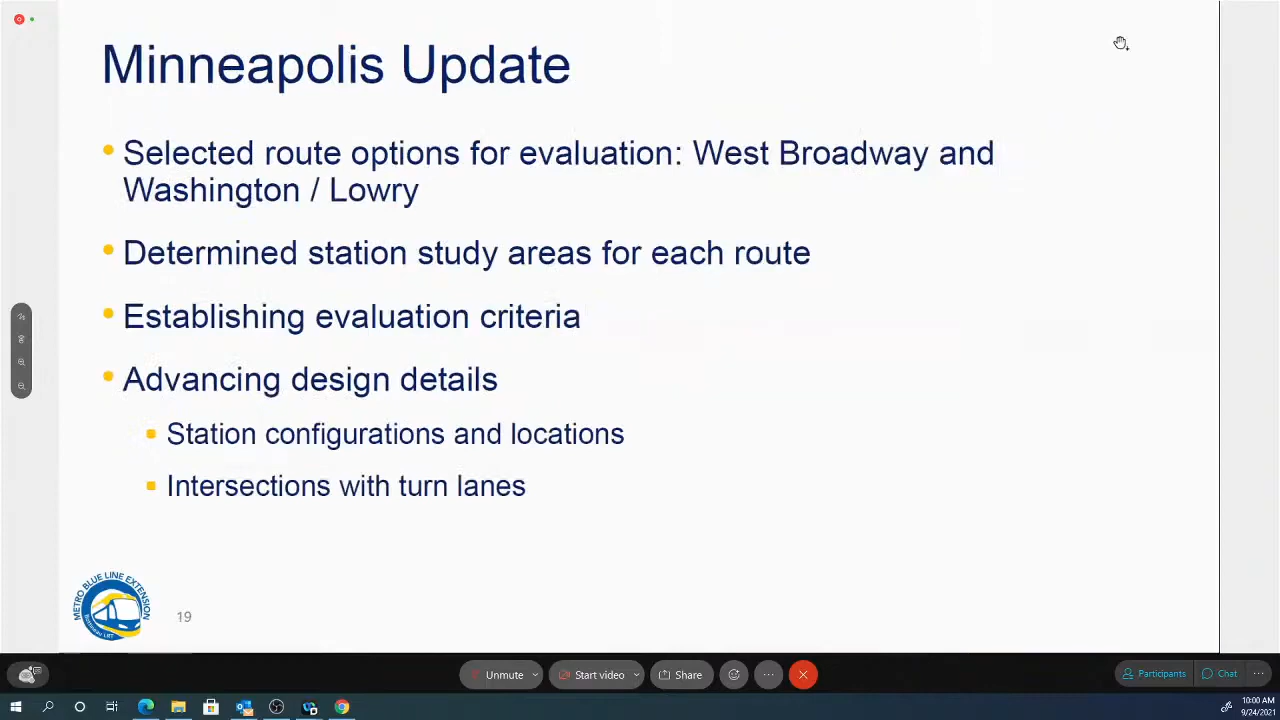 Minneapolis Update
Selected route options for evaluation: West Broadway and
Washington / Lowry
Determined station study areas for each route
Establishing evaluation criteria
Advancing design details
Station configurations and locations
Intersections with turn lanes
METRO BLUE LINE EXTENSION
Bottineau LRT
19
Unmute
Start video
Share
Participants
Chat
10:00 AM
9/24/2021